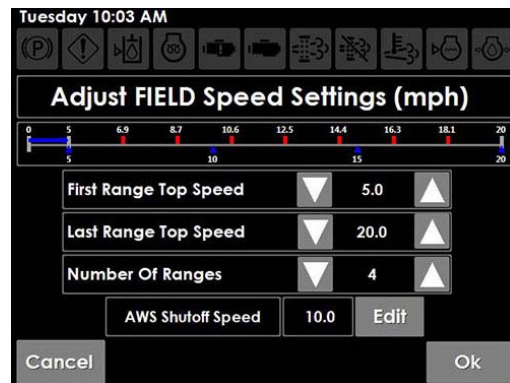 Tuesday 10:03 AM
(P)
Adjust FIELD Speed Settings (mph)
0 5 6.9 8.7 10.6 12.5 14.4 16.3 18.1 20
5 10 15 20
First Range Top Speed 5.0
Last Range Top Speed 20.0
Number Of Ranges 4
AWS Shutoff Speed 10.0 Edit
Cancel Ok